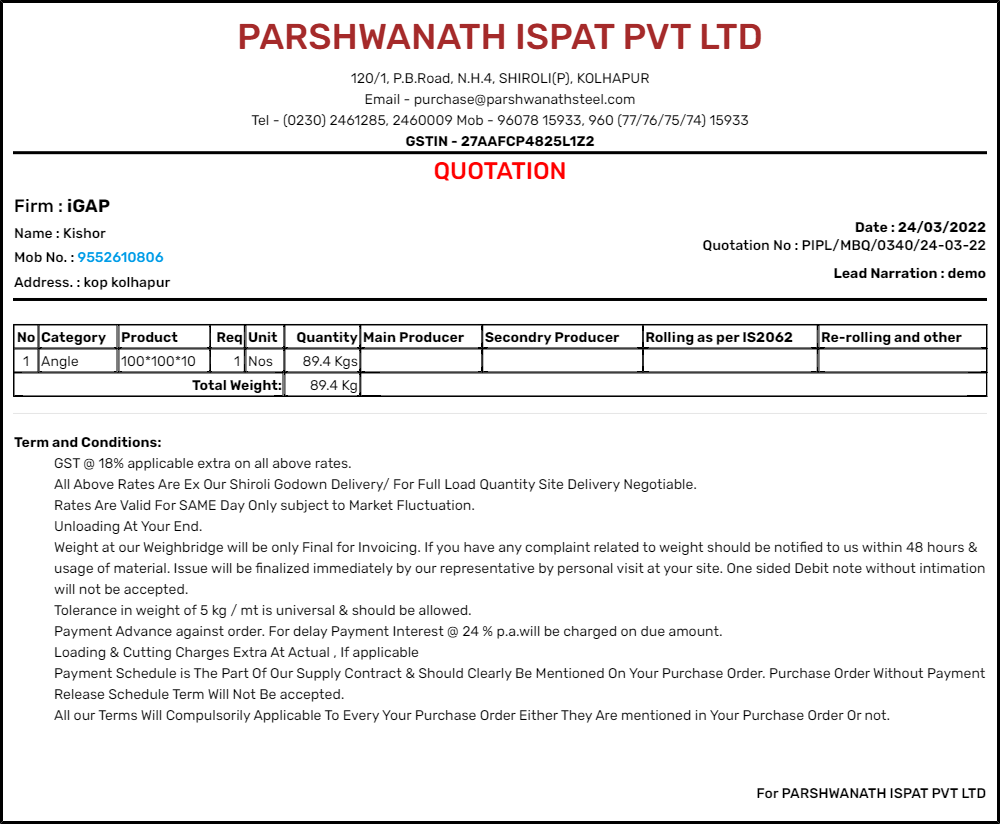 PARSHWANATH ISPAT PVT LTD
120/1, P.B.Road, N.H.4, SHIROLI(P), KOLHAPUR
Email - purchase@parshwanathsteel.com
Tel - (0230) 2461285, 2460009 Mob - 96078 15933, 960 (77/76/75/74) 15933
GSTIN - 27AAFCP4825L1Z2
QUOTATION
Firm : iGAP
Name : Kishor
Mob No. : 9552610806
Address. : kop kolhapur
Date : 24/03/2022
Quotation No : PIPL/MBQ/0340/24-03-22
Lead Narration : demo
No Category Product Req Unit Quantity Main Producer Secondry Producer Rolling as per IS2062 Re-rolling and other
1 Angle 100*100*10 1 Nos 89.4 Kgs
Total Weight: 89.4 Kg
Term and Conditions:
GST @ 18% applicable extra on all above rates.
All Above Rates Are Ex Our Shiroli Godown Delivery/ For Full Load Quantity Site Delivery Negotiable.
Rates Are Valid For SAME Day Only subject to Market Fluctuation.
Unloading At Your End.
Weight at our Weighbridge will be only Final for Invoicing. If you have any complaint related to weight should be notified to us within 48 hours &
usage of material. Issue will be finalized immediately by our representative by personal visit at your site. One sided Debit note without intimation
will not be accepted.
Tolerance in weight of 5 kg / mt is universal & should be allowed.
Payment Advance against order. For delay Payment Interest @ 24 % p.a.will be charged on due amount.
Loading & Cutting Charges Extra At Actual , If applicable
Payment Schedule is The Part Of Our Supply Contract & Should Clearly Be Mentioned On Your Purchase Order. Purchase Order Without Payment
Release Schedule Term Will Not Be accepted.
All our Terms Will Compulsorily Applicable To Every Your Purchase Order Either They Are mentioned in Your Purchase Order Or not.
For PARSHWANATH ISPAT PVT LTD